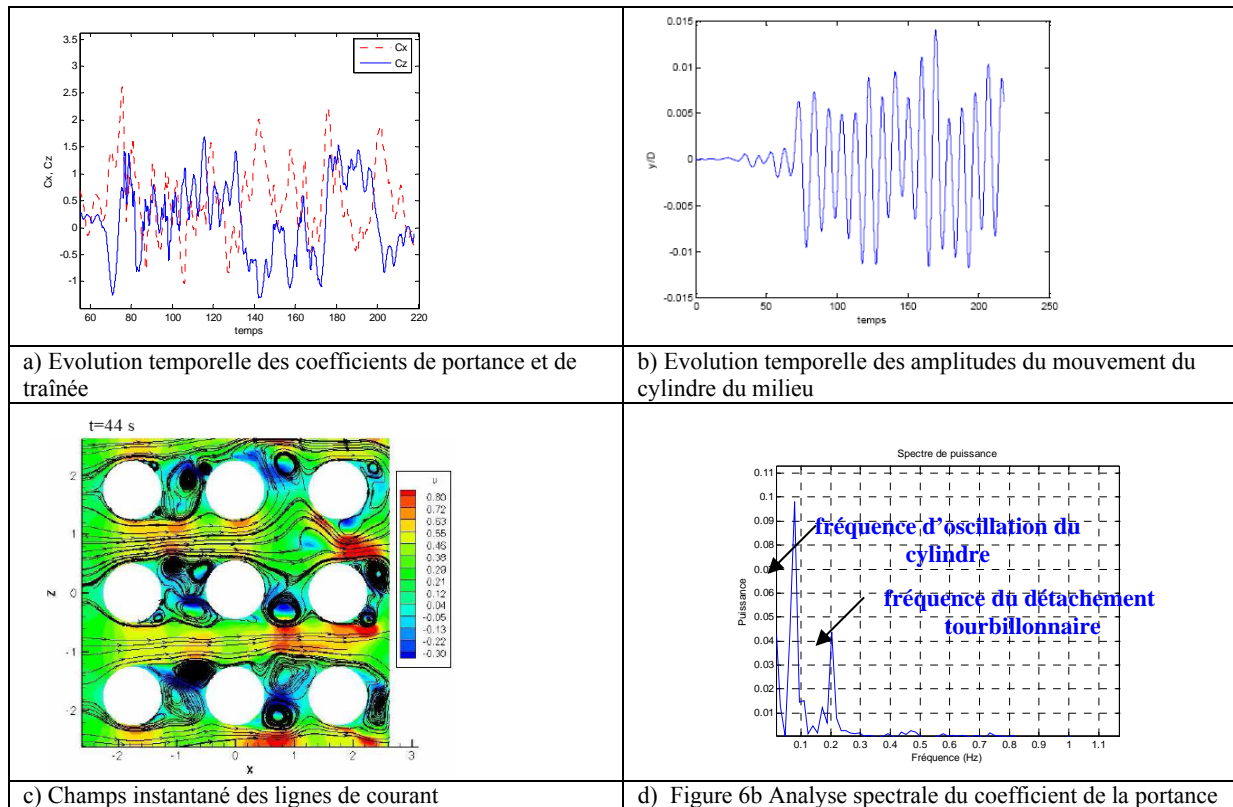 3.5
3
2.5
2
1.5
1
0.5
0
-0.5
-1
Cx, Cz
Cx
Cz
60 80 100 120 140 160 180 200 220
temps
a) Evolution temporelle des coefficients de portance et de
traînée
0.015
0.01
0.005
0
-0.005
-0.01
-0.015
y/D
0 50 100 150 200 250
temps
b) Evolution temporelle des amplitudes du mouvement du
cylindre du milieu
t=44 s
2
1
0
-1
-2
z
-2 -1 0 1 2 3
x
0.80
0.72
0.63
0.55
0.46
0.38
0.29
0.21
0.12
0.04
-0.05
-0.13
-0.22
-0.30
c) Champs instantané des lignes de courant
Spectre de puissance
0.11
0.1
0.09
0.08
0.07
0.06
0.05
0.04
0.03
0.02
0.01
Puissance
fréquence d’oscillation du
cylindre
fréquence du détachement
tourbillonnaire
0.1 0.2 0.3 0.4 0.5 0.6 0.7 0.8 0.9 1 1.1
Fréquence (Hz)
d) Figure 6b Analyse spectrale du coefficient de la portance